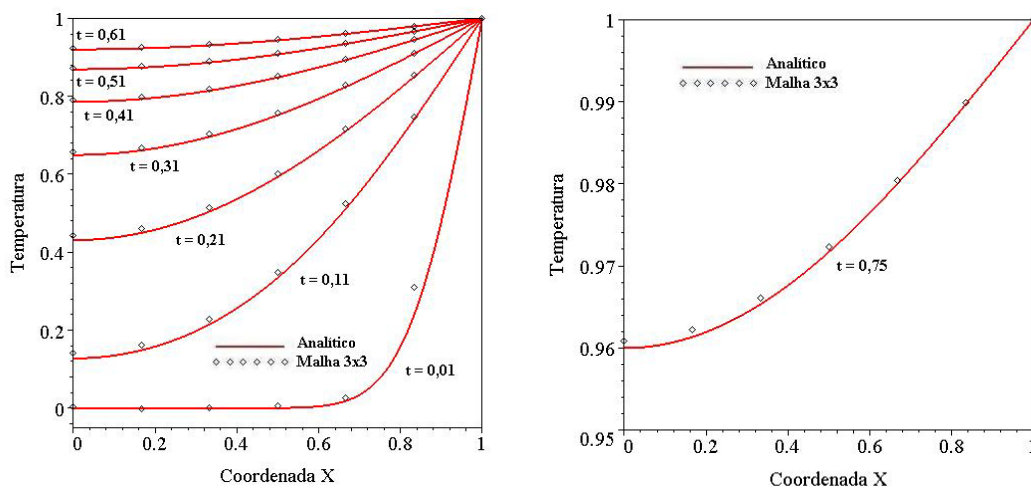 1
0.8
0.6
0.4
0.2
0
t = 0,61
t = 0,51
t = 0,41
t = 0,31
t = 0,21
t = 0,11
t = 0,01
Analítico
Malha 3x3
0
0.2
0.4
0.6
0.8
1
Coordenada X
Temperatura
1
0.99
0.98
0.97
0.96
0.95
Analítico
Malha 3x3
t = 0,75
0
0.2
0.4
0.6
0.8
1
Coordenada X
Temperatura